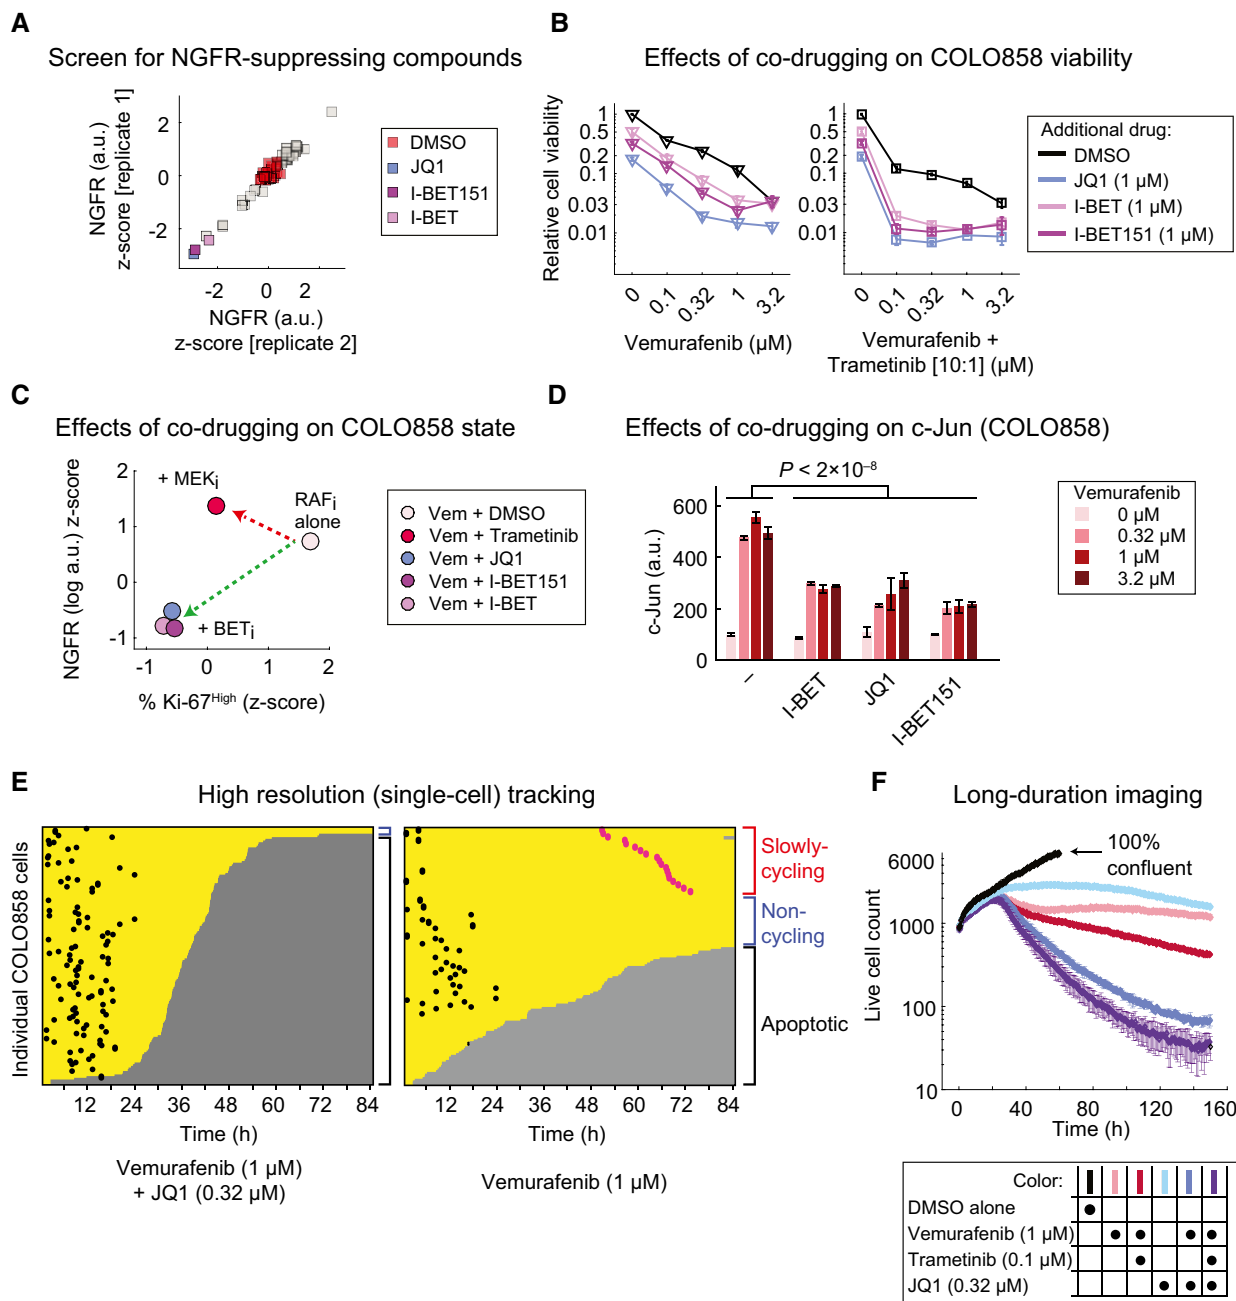 A
Screen for NGFR-suppressing compounds
NGFR (a.u.)
z-score [replicate 1]
2
0
-2
-2
0
2
NGFR (a.u.)
z-score [replicate 2]
DMSO
JQ1
I-BET151
I-BET
B
Effects of co-drugging on COLO858 viability
Relative cell viability
1
0.5
0.2
0.1
0.03
0.01
0
0.1
0.32
1
3.2
Vemurafenib (µM)
1
0.5
0.2
0.1
0.03
0.01
0
0.1
0.32
1
3.2
Vemurafenib +
Trametinib [10:1] (µM)
Additional drug:
DMSO
JQ1 (1 µM)
I-BET (1 µM)
I-BET151 (1 µM)
C
Effects of co-drugging on COLO858 state
NGFR (log a.u.) z-score
2
1
0
-1
+ MEKi
RAFi
alone
+ BETi
-1
0
1
2
% Ki-67High (z-score)
Vem + DMSO
Vem + Trametinib
Vem + JQ1
Vem + I-BET151
Vem + I-BET
D
Effects of co-drugging on c-Jun (COLO858)
P < 2×10–8
c-Jun (a.u.)
600
400
200
0
–
I-BET
JQ1
I-BET151
Vemurafenib
0 µM
0.32 µM
1 µM
3.2 µM
E
High resolution (single-cell) tracking
Individual COLO858 cells
12 24 36 48 60 72 84
Time (h)
Vemurafenib (1 µM)
+ JQ1 (0.32 µM)
12 24 36 48 60 72 84
Time (h)
Vemurafenib (1 µM)
Slowly-
cycling
Non-
cycling
Apoptotic
F
Long-duration imaging
Live cell count
6000
1000
100
10
100%
confluent
0 40 80 120 160
Time (h)
Color:
DMSO alone
Vemurafenib (1 µM)
Trametinib (0.1 µM)
JQ1 (0.32 µM)